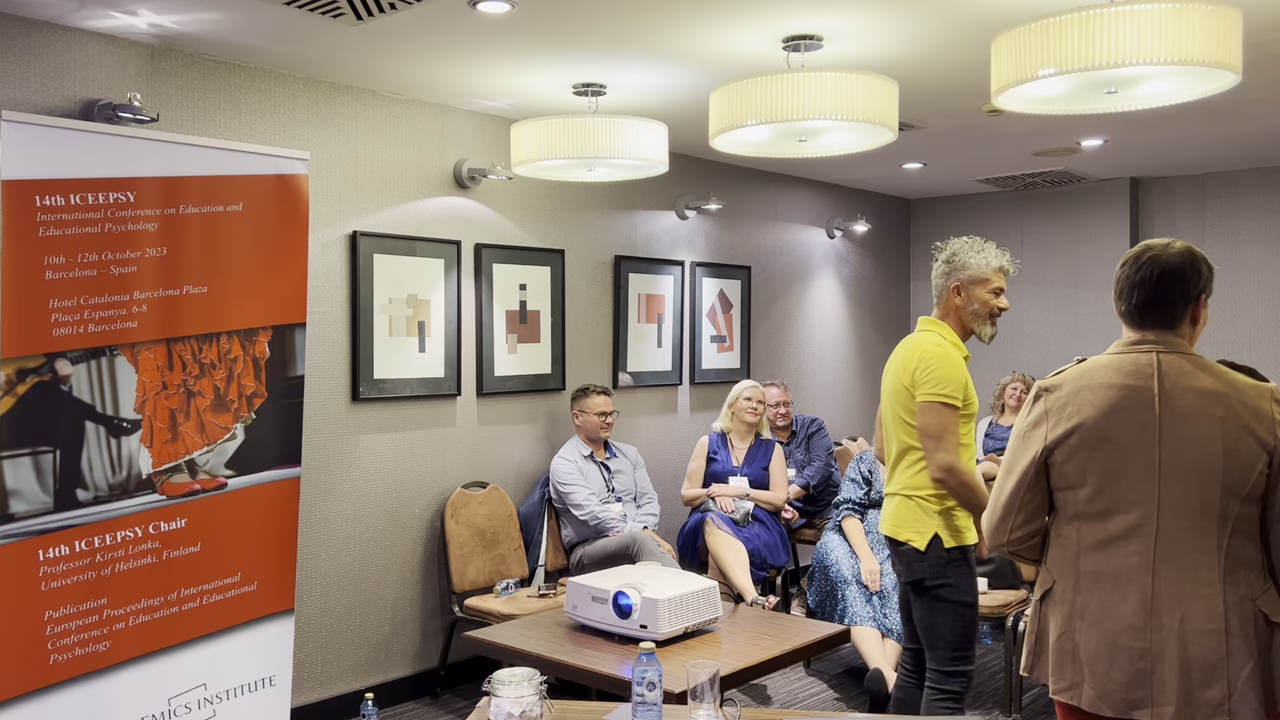 14th ICEEPSY
International Conference on Education and
Educational Psychology
10th - 12th October 2023
Barcelona – Spain
Hotel Catalonia Barcelona Plaza
Plaça Espanya, 6-8
08014 Barcelona
14th ICEEPSY Chair
Professor Kirsti Lonka,
University of Helsinki, Finland
Publication
European Proceedings of International
Conference on Education and Educational
Psychology
EMICS INSTITUTE